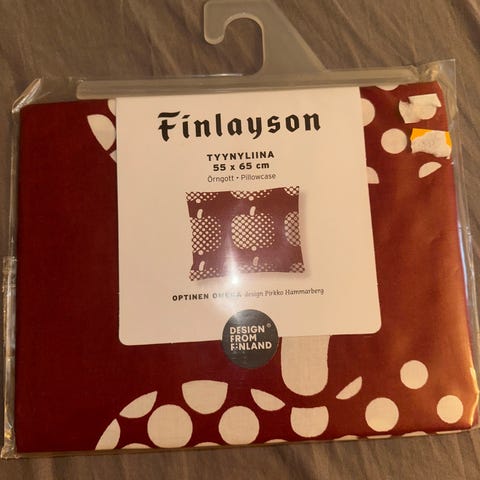 Finlayson
TYYNYLIINA
55 x 65 cm
Örngott • Pillowcase
OPTINEN OMENA design Pirkko Hammarberg
DESIGN®
FROM
FINLAND